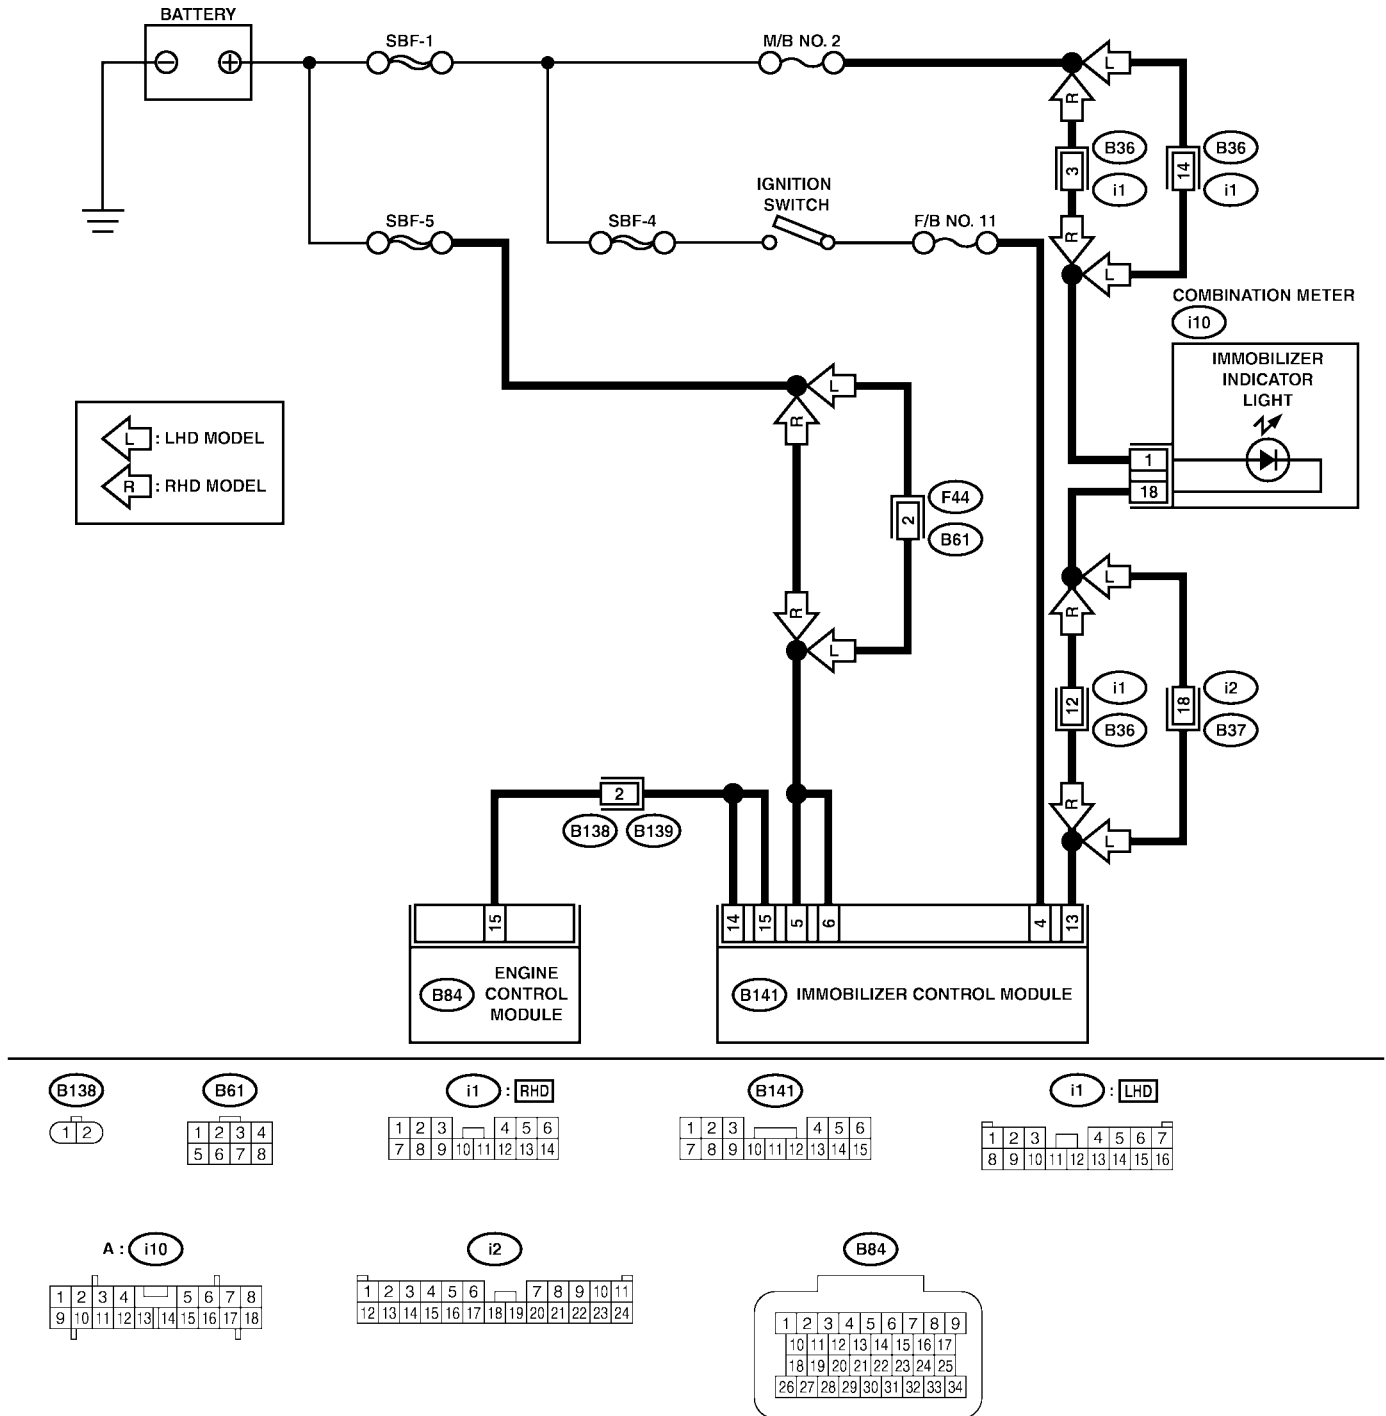 BATTERY
SBF-1
M/B NO. 2
L
R
3
B36
i1
14
B36
i1
IGNITION
SWITCH
SBF-5
SBF-4
F/B NO. 11
R
L
COMBINATION METER
i10
IMMOBILIZER
INDICATOR
LIGHT
1
18
L : LHD MODEL
R : RHD MODEL
L
R
2
F44
B61
R
L
L
R
12
i1
B36
18
i2
B37
R
L
2
B138 B139
15
14 15 5 6 4 13
B84
ENGINE
CONTROL
MODULE
B141 IMMOBILIZER CONTROL MODULE
B138
1 2
B61
1 2 3 4
5 6 7 8
i1 : RHD
1 2 3 4 5 6
7 8 9 10 11 12 13 14
B141
1 2 3 4 5 6
7 8 9 10 11 12 13 14 15
i1 : LHD
1 2 3 4 5 6 7
8 9 10 11 12 13 14 15 16
A : i10
1 2 3 4 5 6 7 8
9 10 11 12 13 14 15 16 17 18
i2
1 2 3 4 5 6 7 8 9 10 11
12 13 14 15 16 17 18 19 20 21 22 23 24
B84
1 2 3 4 5 6 7 8 9
10 11 12 13 14 15 16 17
18 19 20 21 22 23 24 25
26 27 28 29 30 31 32 33 34